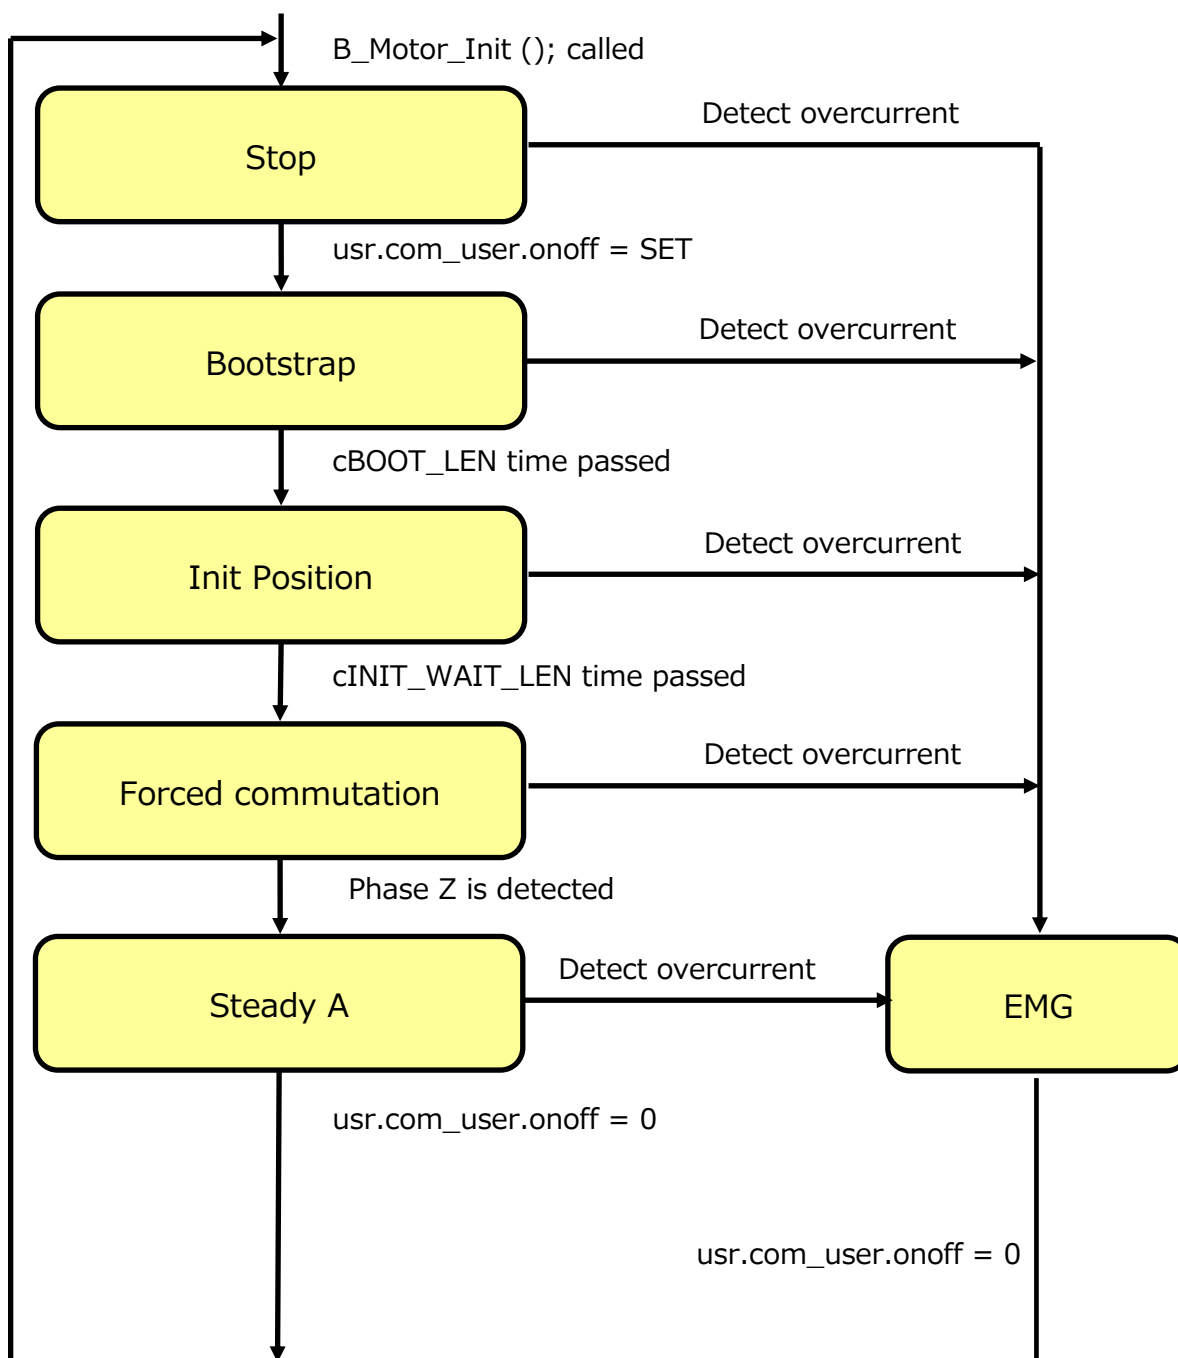 B_Motor_Init (); called
Detect overcurrent
Stop
usr.com_user.onoff = SET
Detect overcurrent
Bootstrap
cBOOT_LEN time passed
Detect overcurrent
Init Position
cINIT_WAIT_LEN time passed
Detect overcurrent
Forced commutation
Phase Z is detected
Detect overcurrent
Steady A
EMG
usr.com_user.onoff = 0
usr.com_user.onoff = 0